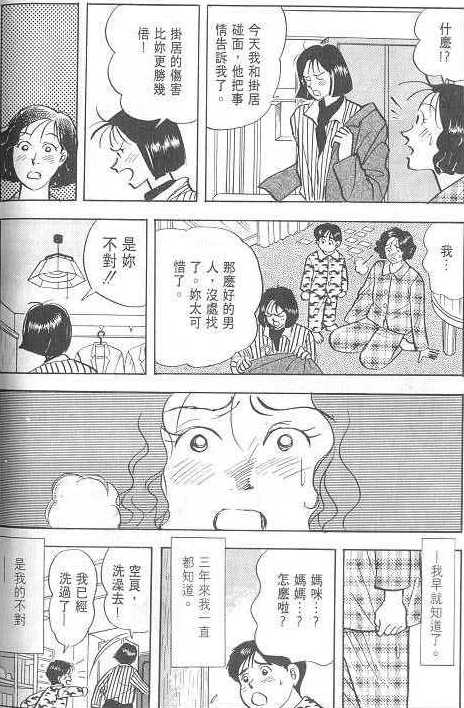 什麼!?
今天我和掛居
碰面，他把事
情告訴我了。
掛居的傷害
比妳更勝幾
倍！
我…
那麼好的男
人，沒處找
了。妳太可
惜了。
是妳
不對!!
—我早就知道了。
媽咪…？
媽媽…？
怎麼啦？
三年來我一直
都知道。
空良，
洗澡去！
我已經
洗過了—
是我的不對
——